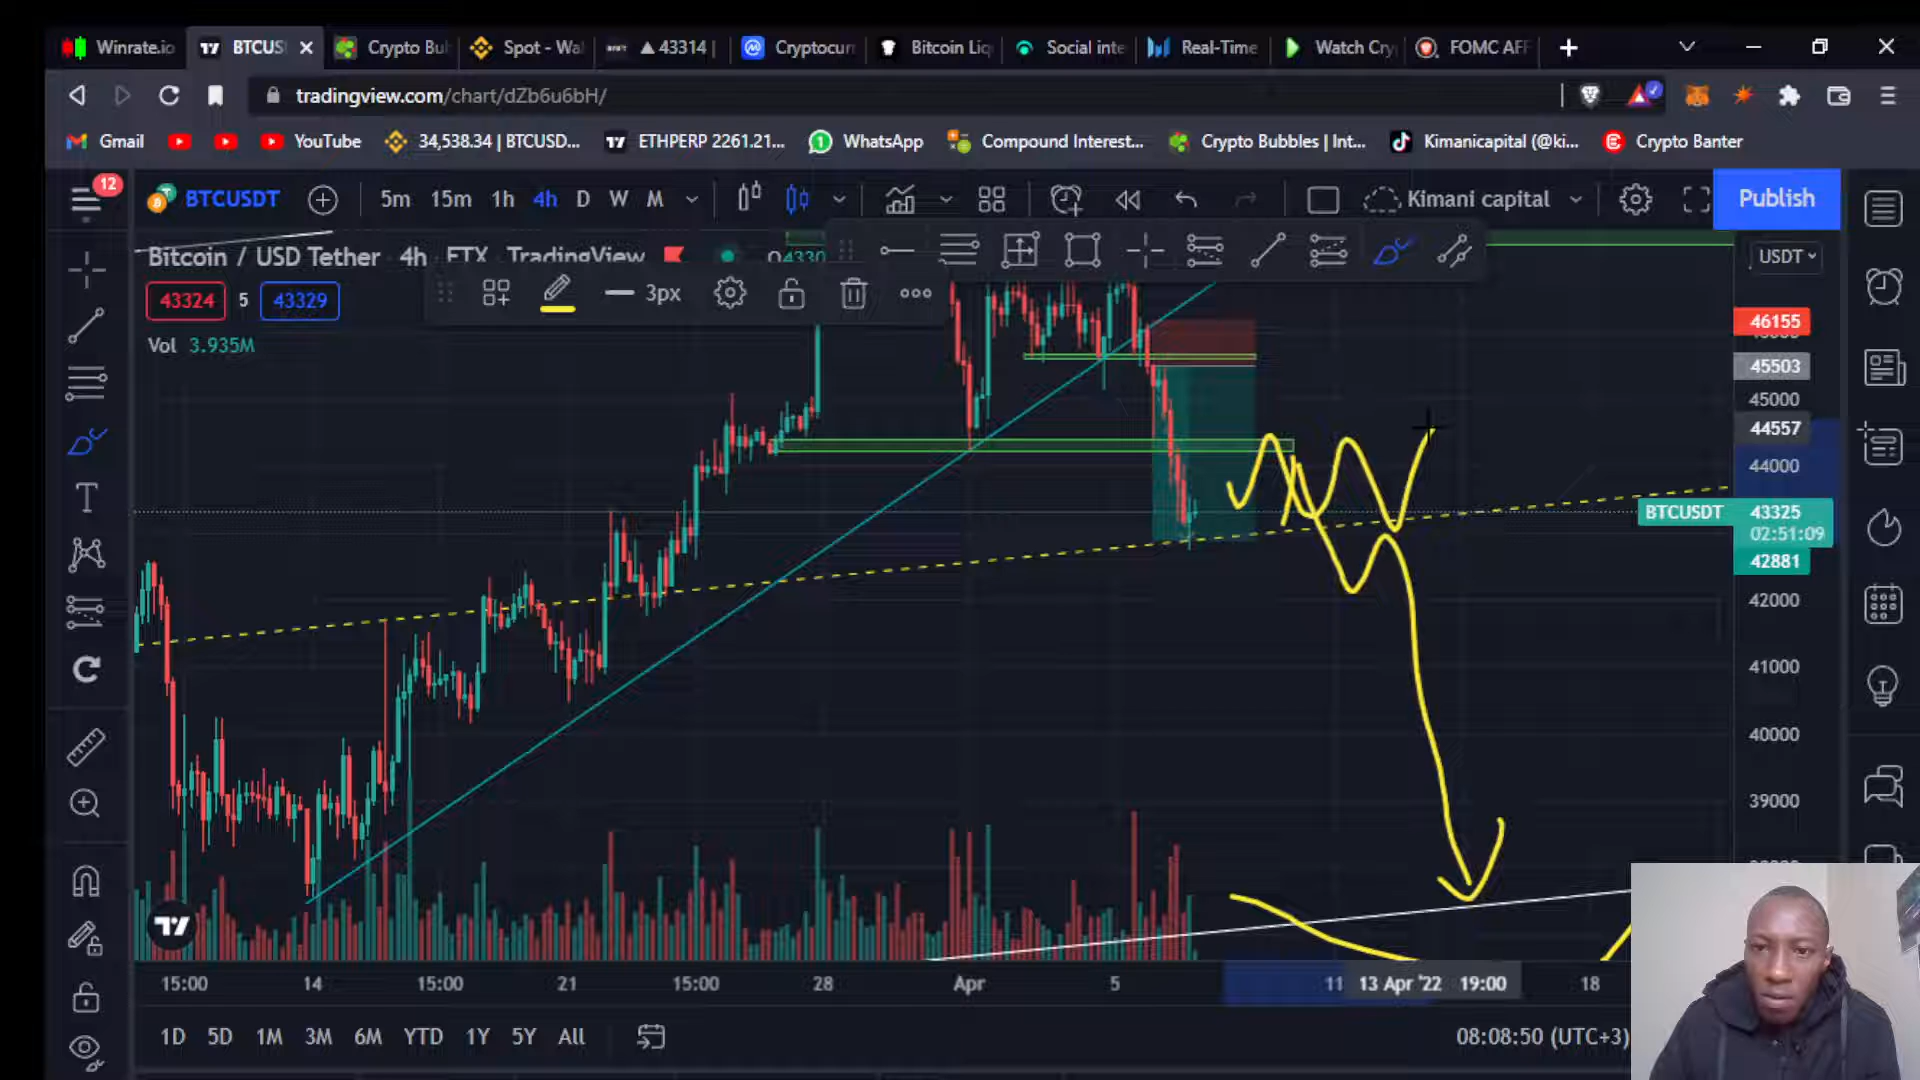 Winrate.io BTCUS Crypto Bul Spot - Wa ▲43314 Cryptocurr Bitcoin Liq Social inte Real-Time Watch Cry FOMC AFF
tradingview.com/chart/dZb6u6bH/
Gmail YouTube 34,538.34 | BTCUSD... ETHPERP 2261.21... WhatsApp Compound Interest... Crypto Bubbles | Int... Kimanicapital (@ki... Crypto Banter
12
BTCUSDT 5m 15m 1h 4h D W M Kimani capital Publish
Bitcoin / USD Tether 4h FTX TradingView O4330 USDT
43324 5 43329 3px
Vol 3.935M
46155
45503
45000
44557
44000
BTCUSDT 43325
02:51:09
42881
42000
41000
40000
39000
15:00 14 15:00 21 15:00 28 Apr 5 11 13 Apr '22 19:00 18
1D 5D 1M 3M 6M YTD 1Y 5Y All 08:08:50 (UTC+3)